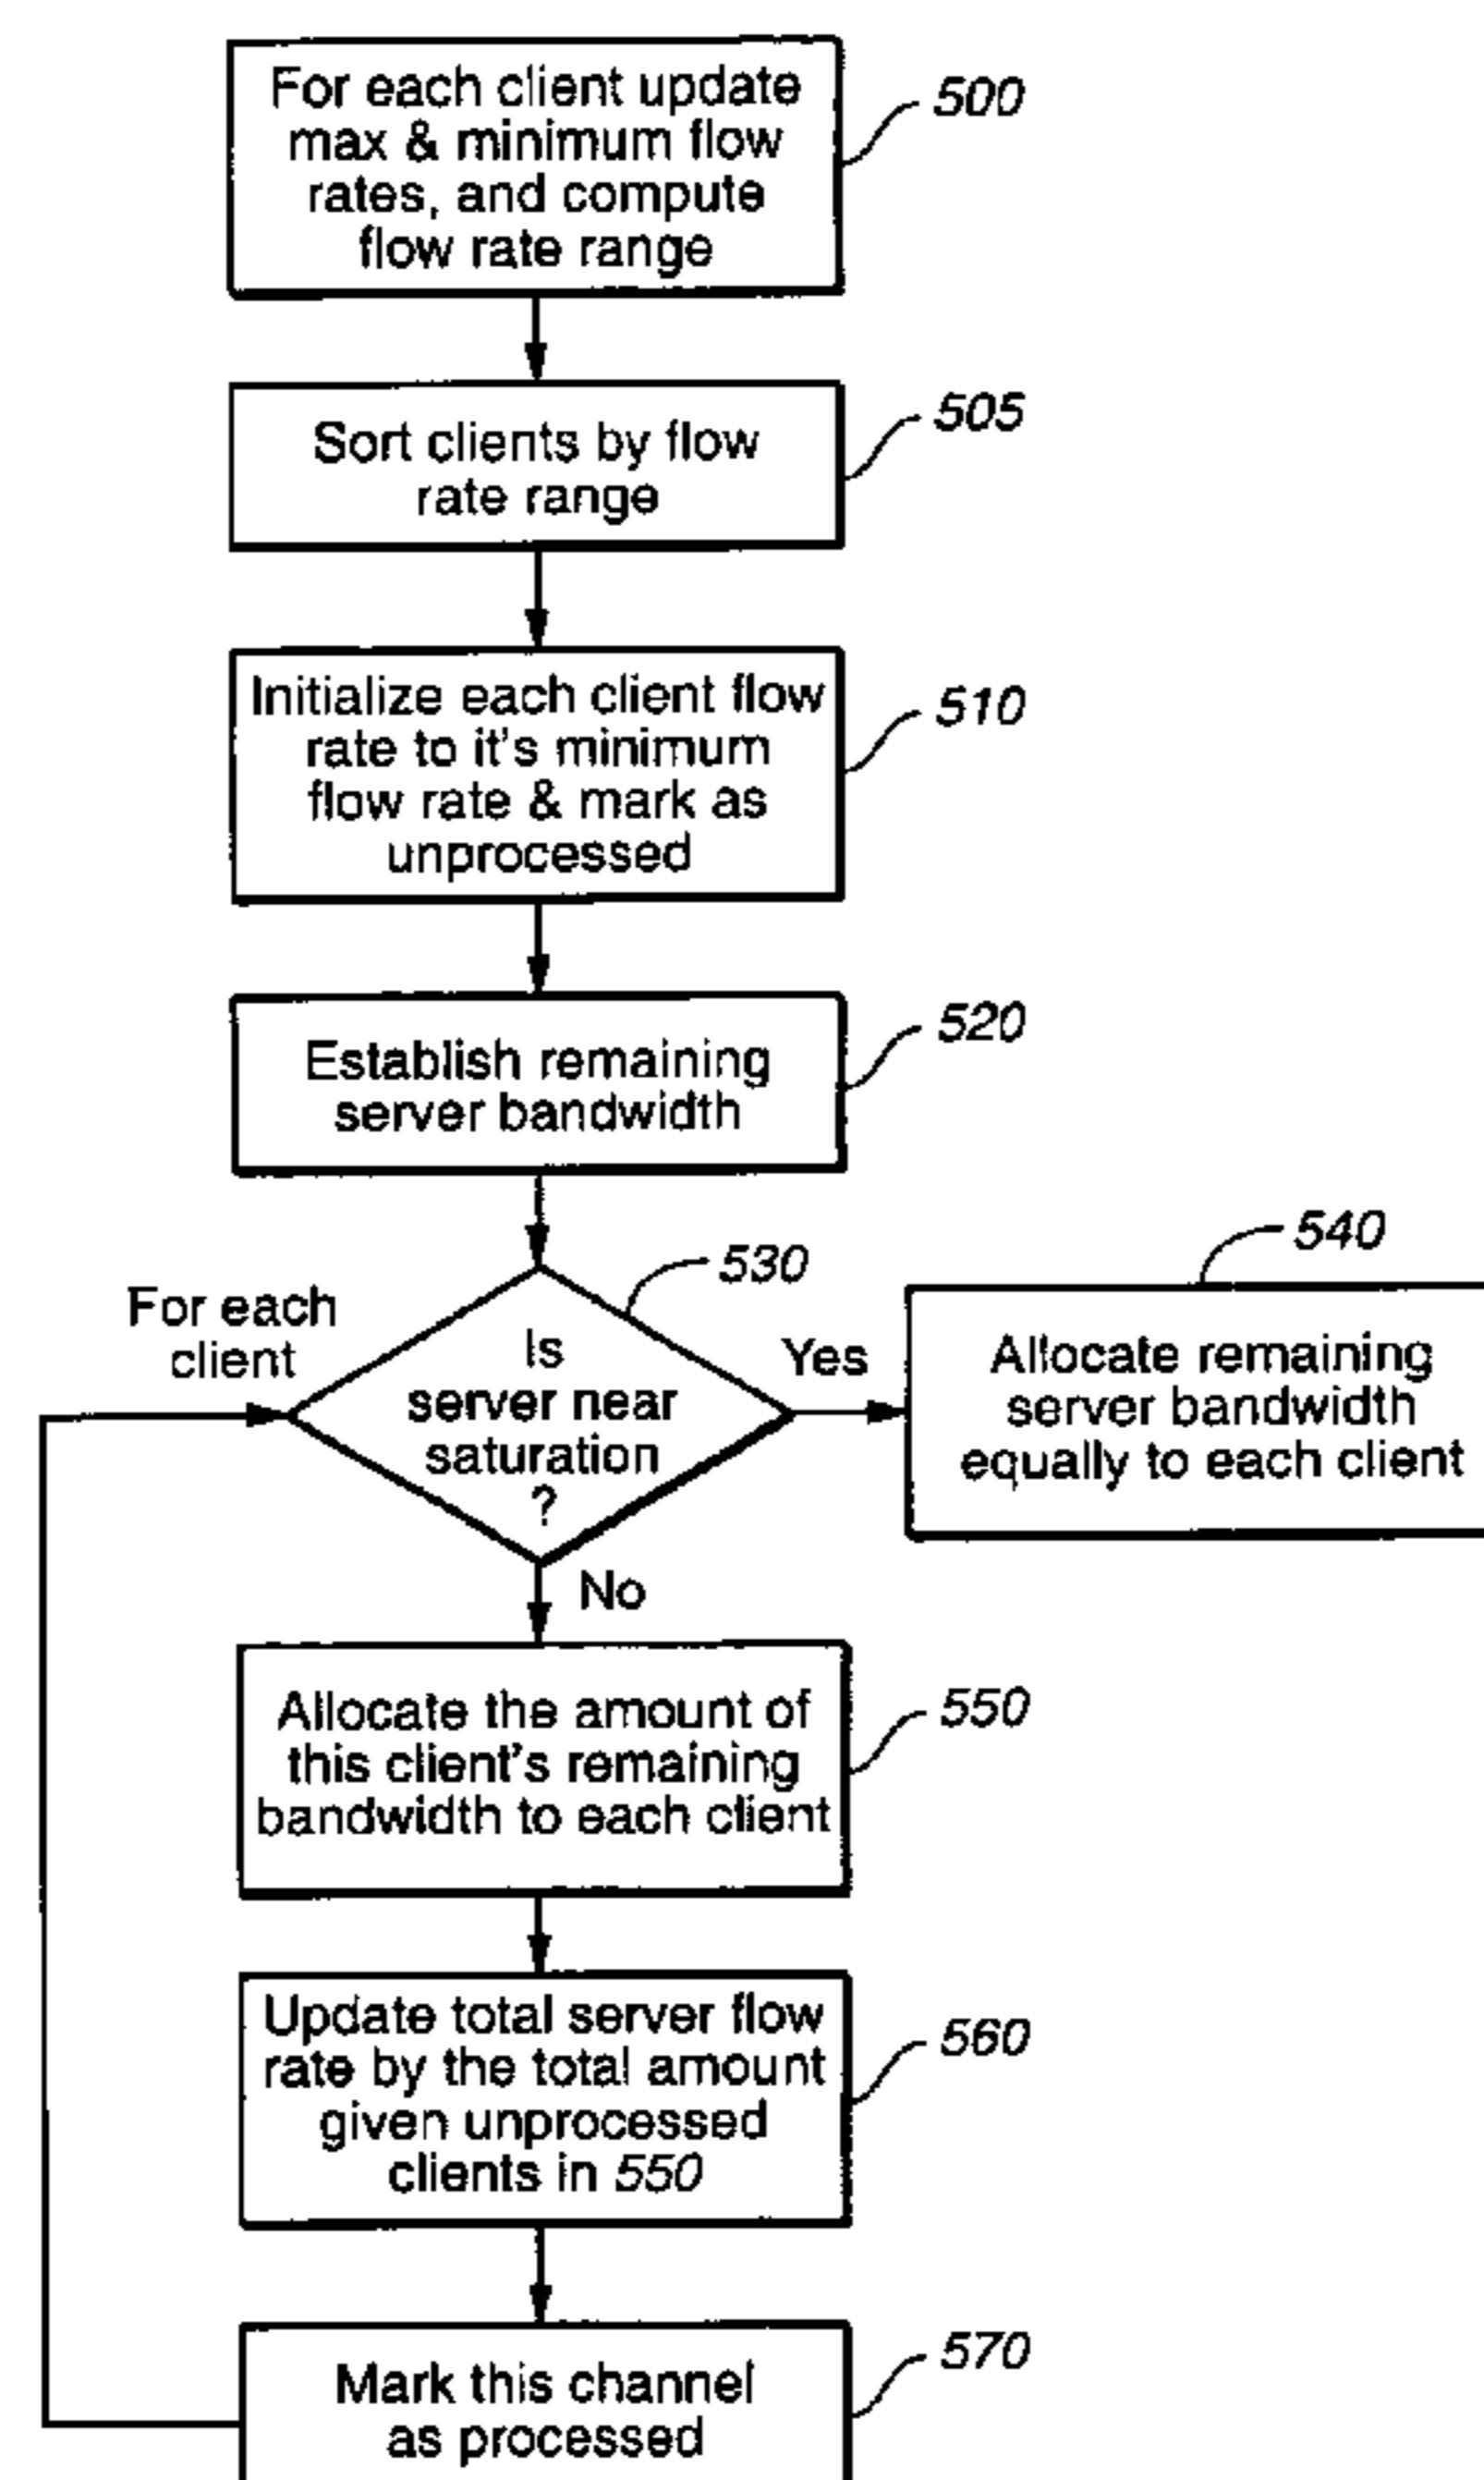 For each client update
max & minimum flow
rates, and compute
flow rate range
500
Sort clients by flow
rate range
505
Initialize each client flow
rate to it's minimum
flow rate & mark as
unprocessed
510
Establish remaining
server bandwidth
520
For each
client
Is
server near
saturation
?
530
Yes
540
Allocate remaining
server bandwidth
equally to each client
No
Allocate the amount of
this client's remaining
bandwidth to each client
550
Update total server flow
rate by the total amount
given unprocessed
clients in 550
560
Mark this channel
as processed
570